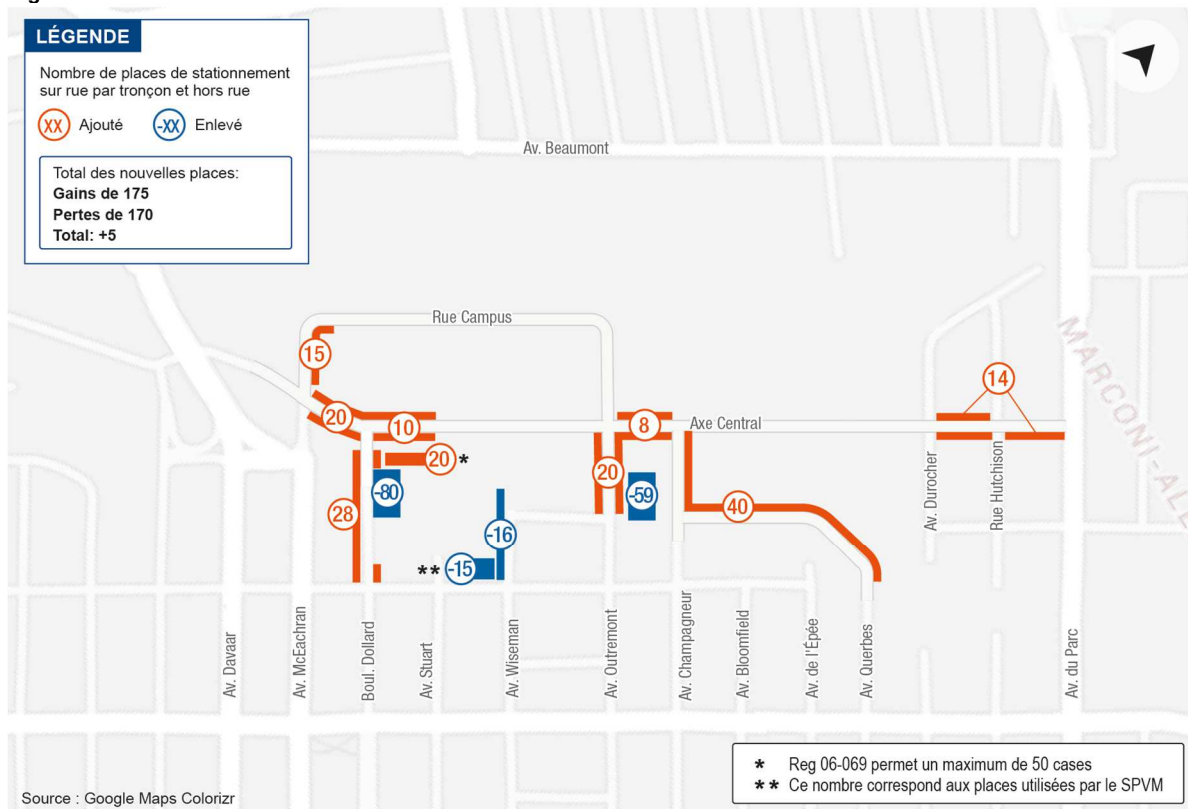 LÉGENDE
Nombre de places de stationnement
sur rue par tronçon et hors rue
XX Ajouté -XX Enlevé
Total des nouvelles places:
Gains de 175
Pertes de 170
Total: +5
Av. Beaumont
Rue Campus
15
20
10
8
Axe Central
14
MARCONI-ALE
20 *
-80
20
-59
28
-16
40
** -15
Av. Durocher
Rue Hutchison
Av. Davaar
Av. McEachran
Boul. Dollard
Av. Stuart
Av. Wiseman
Av. Outremont
Av. Champagneur
Av. Bloomfield
Av. de l'Épée
Av. Querbes
Av. du Parc
* Reg 06-069 permet un maximum de 50 cases
** Ce nombre correspond aux places utilisées par le SPVM
Source : Google Maps Colorizr